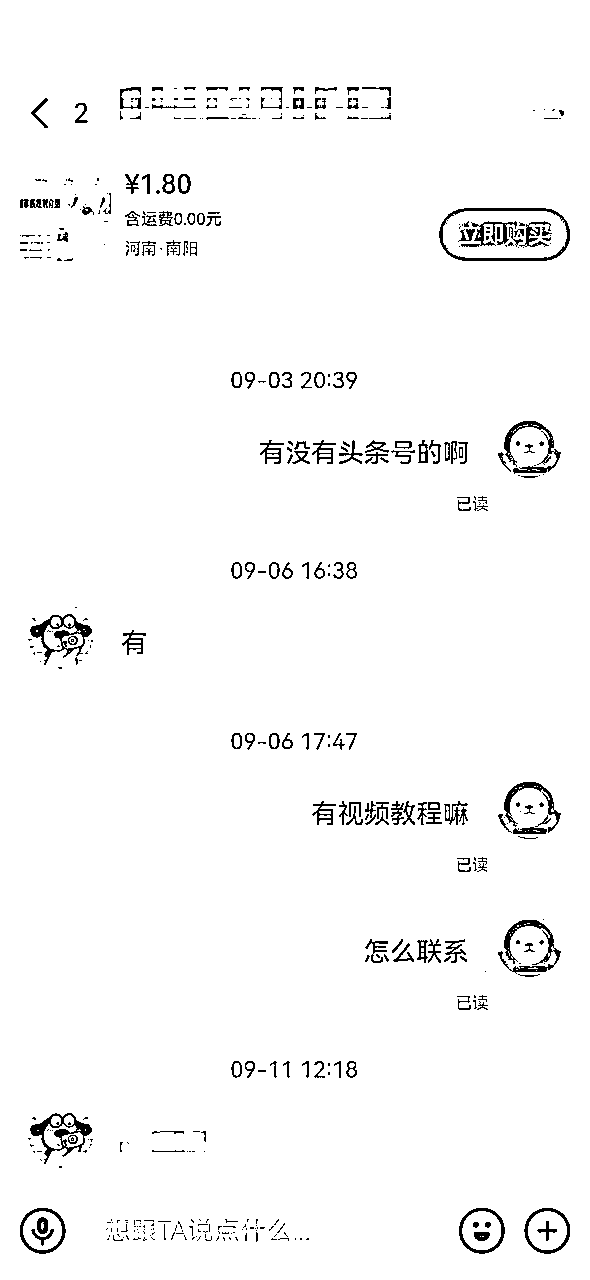 2
¥1.80
含运费0.00元
河南·南阳
立即购买
09-03 20:39
有没有头条号的啊
已读
09-06 16:38
有
09-06 17:47
有视频教程嘛
已读
怎么联系
已读
09-11 12:18
想跟TA说点什么...